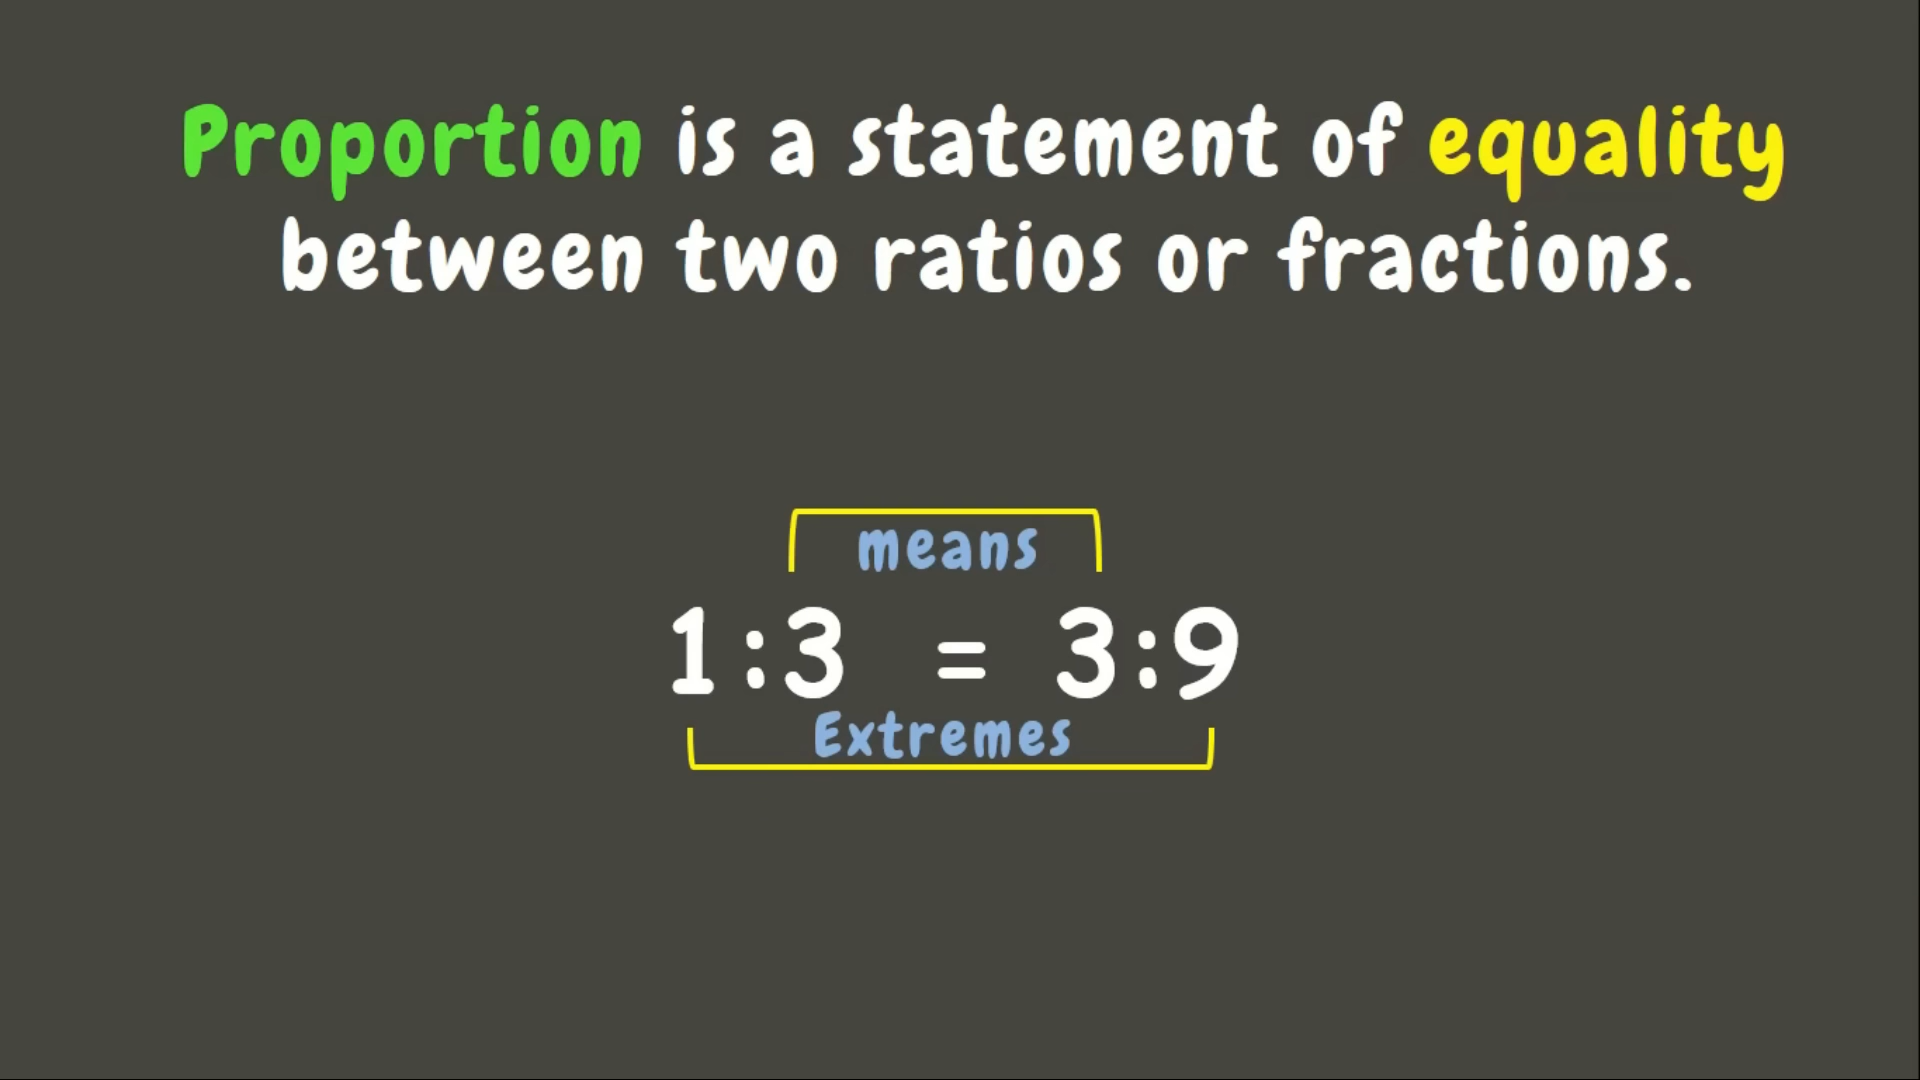 Proportion is a statement of equality
between two ratios or fractions.
means
1:3 = 3:9
Extremes